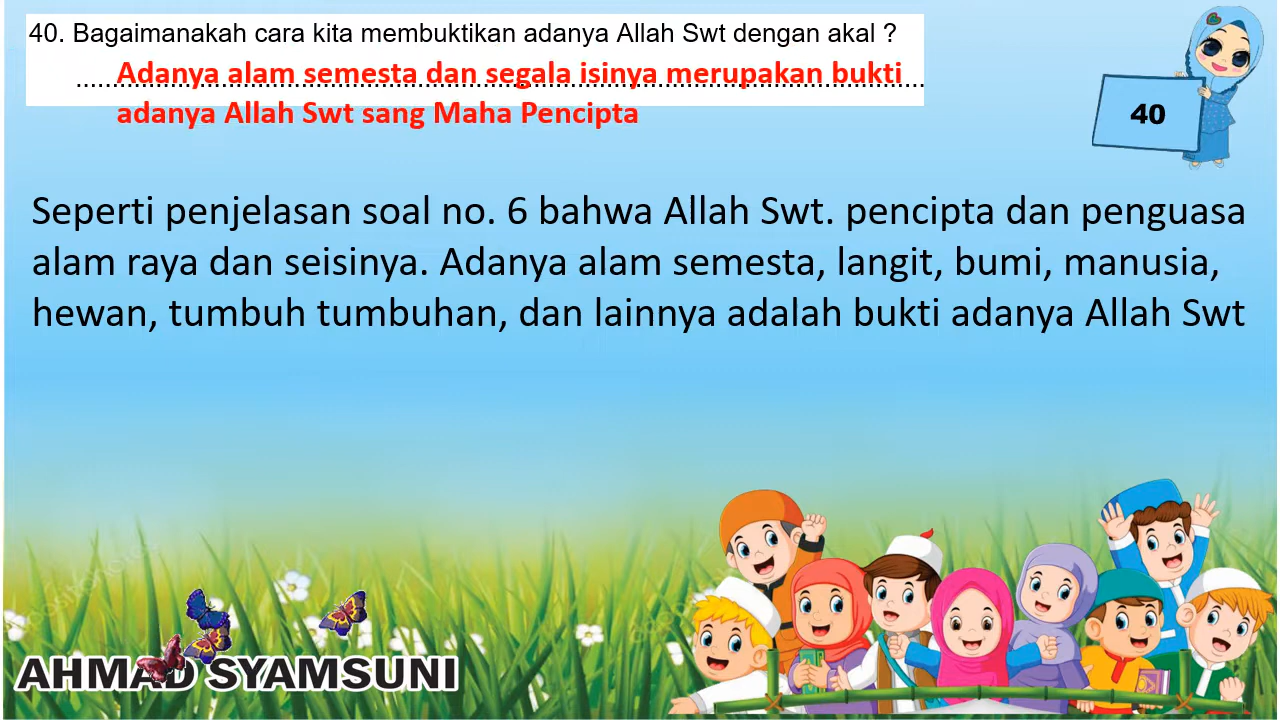 40. Bagaimanakah cara kita membuktikan adanya Allah Swt dengan akal ?
Adanya alam semesta dan segala isinya merupakan bukti
adanya Allah Swt sang Maha Pencipta
40
Seperti penjelasan soal no. 6 bahwa Allah Swt. pencipta dan penguasa
alam raya dan seisinya. Adanya alam semesta, langit, bumi, manusia,
hewan, tumbuh tumbuhan, dan lainnya adalah bukti adanya Allah Swt
AHMAD SYAMSUNI